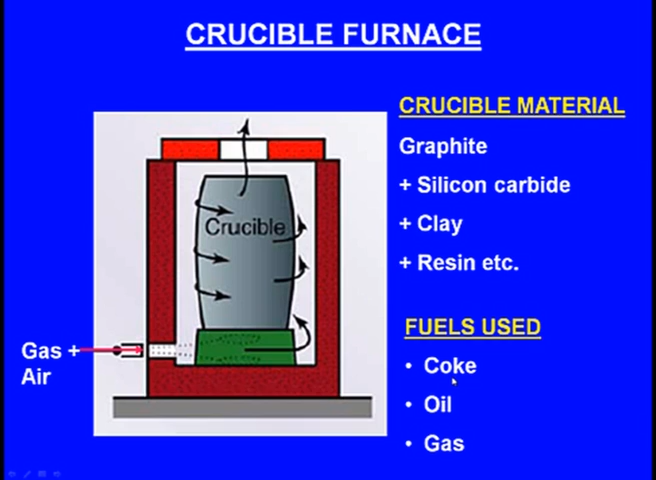 CRUCIBLE FURNACE
CRUCIBLE MATERIAL
Graphite
+ Silicon carbide
+ Clay
+ Resin etc.
Crucible
Gas +
Air
FUELS USED
• Coke
• Oil
• Gas